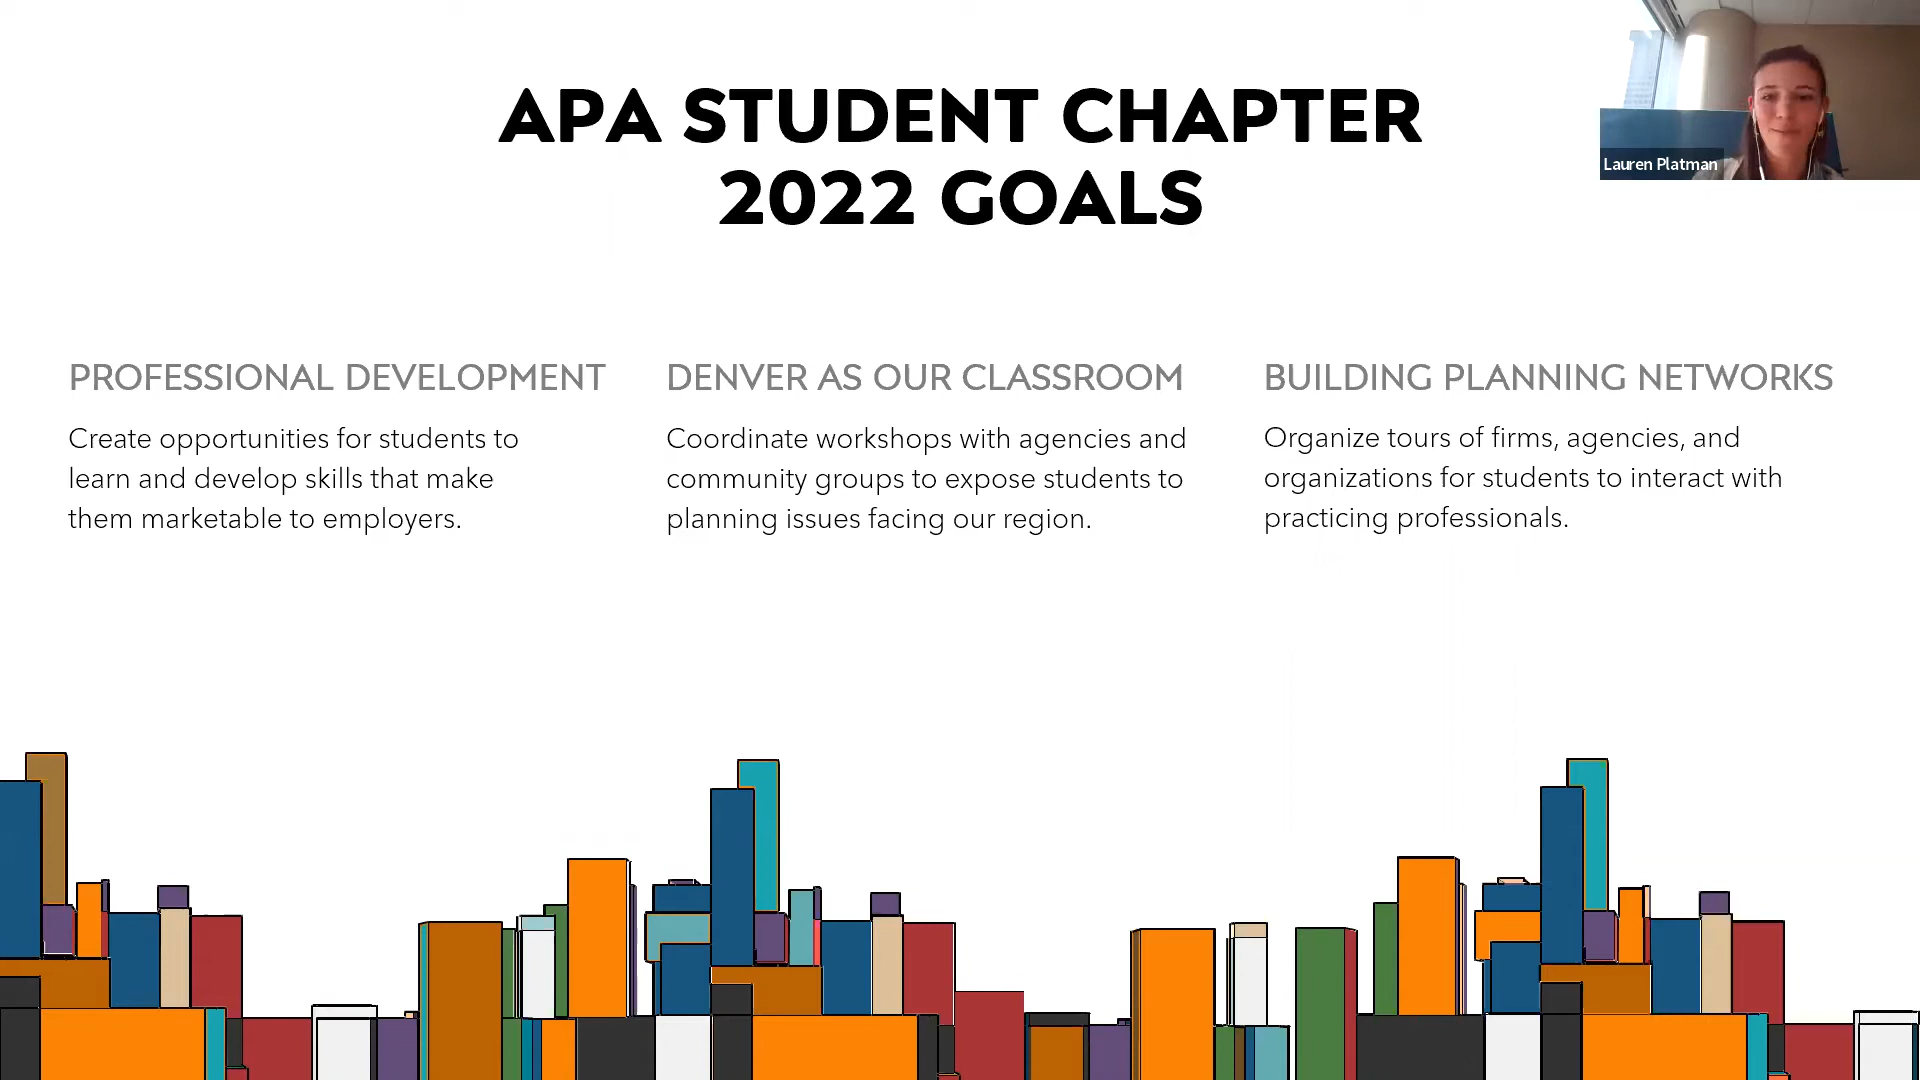 APA STUDENT CHAPTER
2022 GOALS
Lauren Platman
PROFESSIONAL DEVELOPMENT
Create opportunities for students to
learn and develop skills that make
them marketable to employers.
DENVER AS OUR CLASSROOM
Coordinate workshops with agencies and
community groups to expose students to
planning issues facing our region.
BUILDING PLANNING NETWORKS
Organize tours of firms, agencies, and
organizations for students to interact with
practicing professionals.